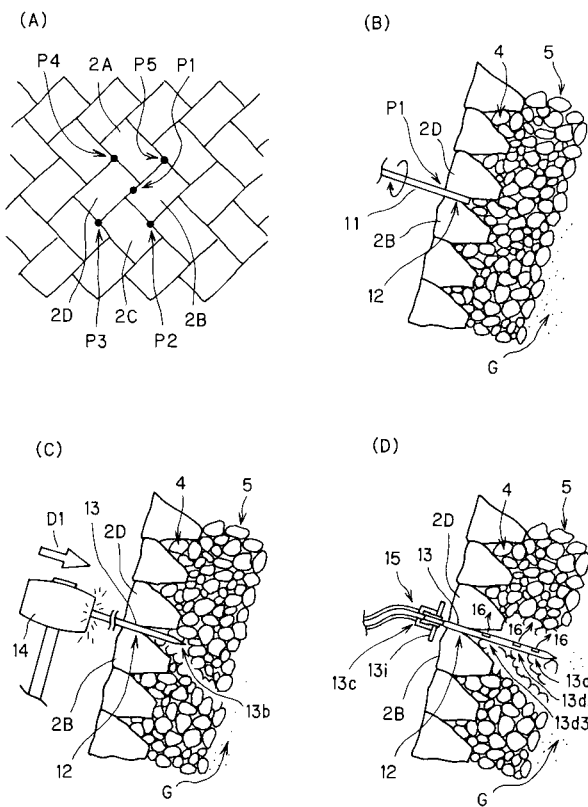 (A)
P4 2A P5 P1
2D 2C 2B
P3 P2
(B)
4 5
P1 2D
11
2B
12
G
(C)
4 5
D1 13 2D
14
2B 13b
12
G
(D)
4 5
2D
15 13
16 16 16
13c 13i 13d
13d
2B 13d3
12
G